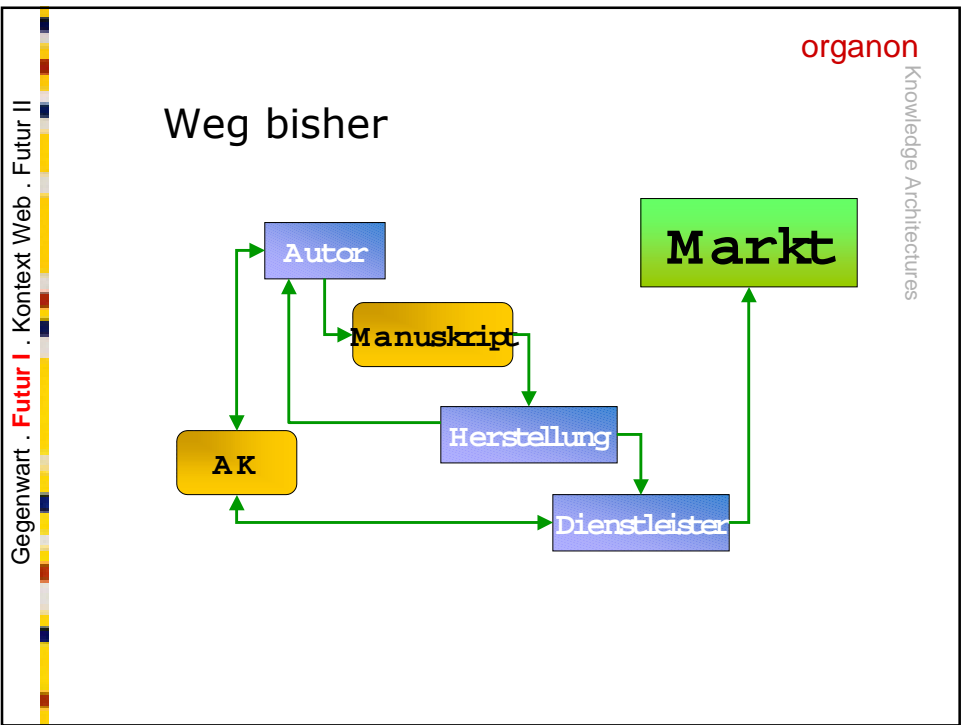 organon
Knowledge Architectures
Gegenwart . Futur I . Kontext Web . Futur II
Weg bisher
Autor
Markt
Manuskript
Herstellung
AK
Dienstleister